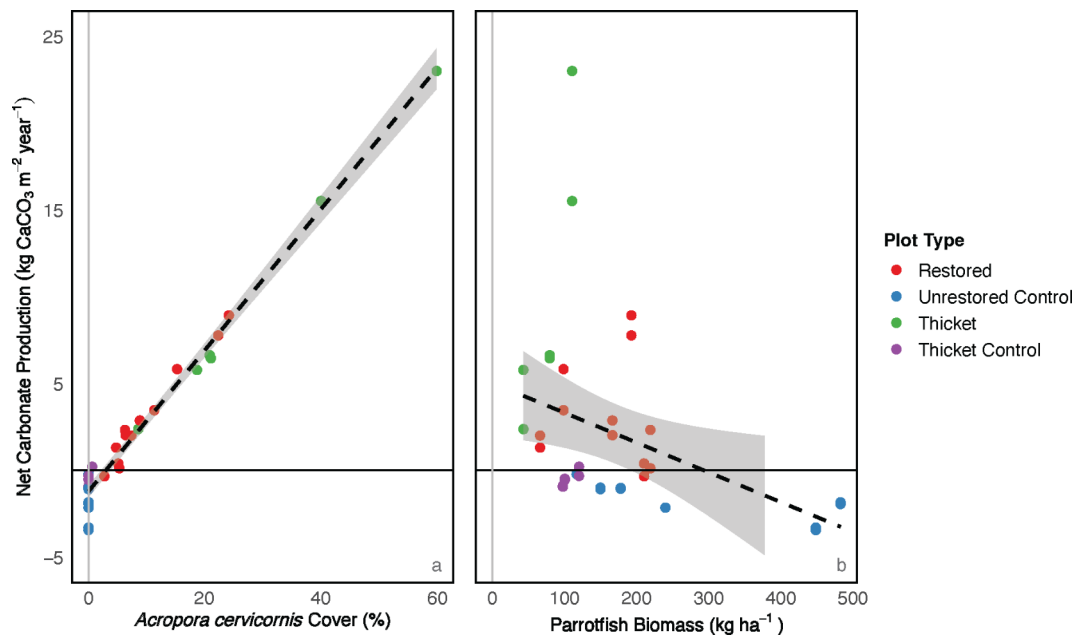 Net Carbonate Production (kg CaCO₃ m⁻² year⁻¹)
25
15
5
−5
a
0
20
40
60
Acropora cervicornis Cover (%)
b
0
100
200
300
400
500
Parrotfish Biomass (kg ha⁻¹)
Plot Type
Restored
Unrestored Control
Thicket
Thicket Control